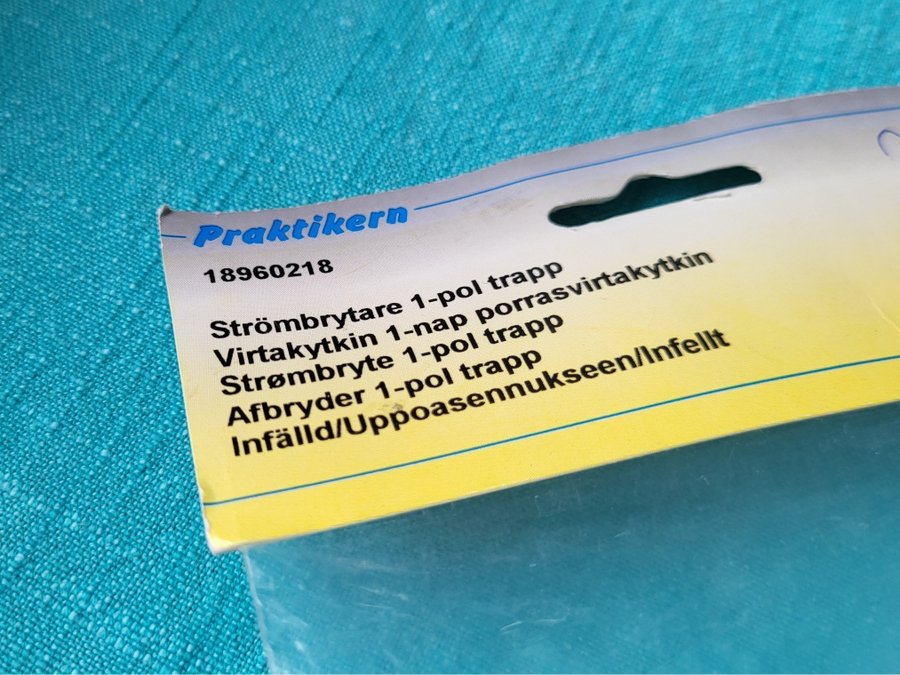 Praktikern
18960218
Strömbrytare 1-pol trapp
Virtakytkin 1-nap porrasvirtakytkin
Strømbryte 1-pol trapp
Afbryder 1-pol trapp
Infälld/Uppoasennukseen/Infellt